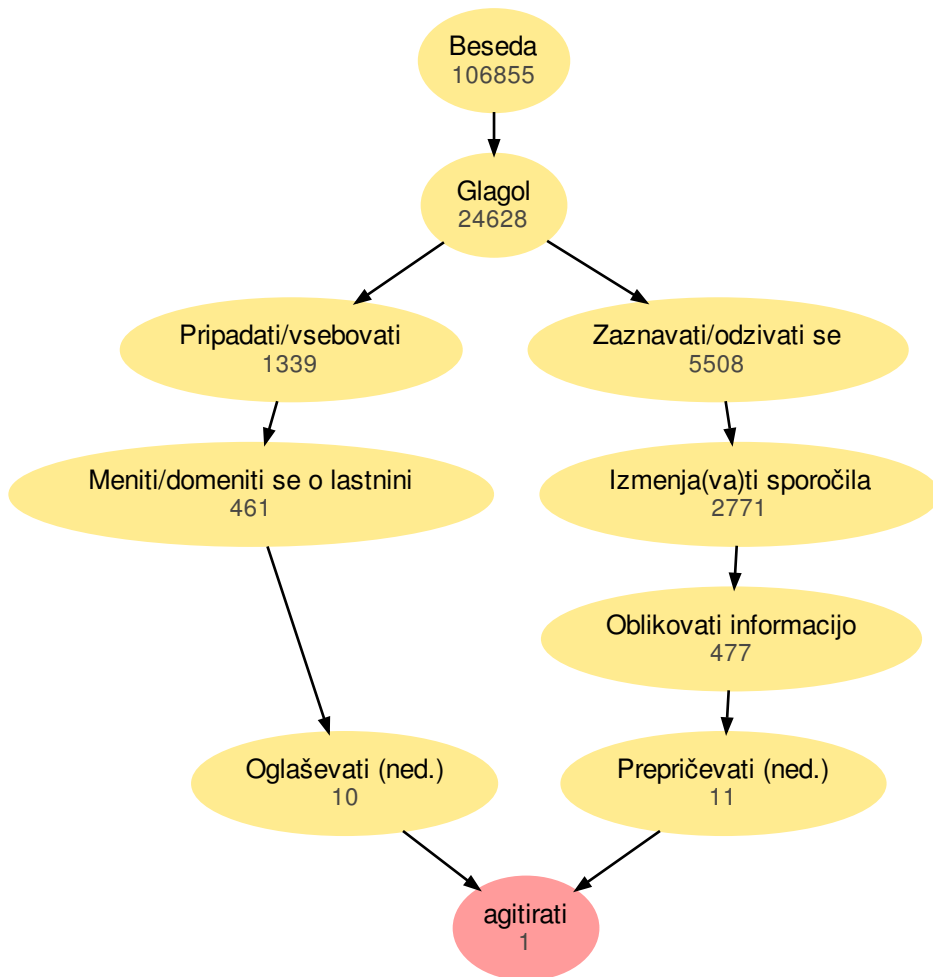 Beseda
106855
Glagol
24628
Pripadati/vsebovati
1339
Zaznavati/odzivati se
5508
Meniti/domeniti se o lastnini
461
Izmenja(va)ti sporočila
2771
Oblikovati informacijo
477
Oglaševati (ned.)
10
Prepričevati (ned.)
11
agitirati
1